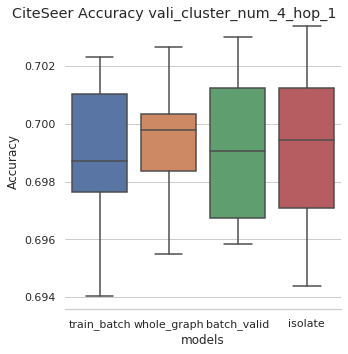 CiteSeer Accuracy vali_cluster_num_4_hop_1
0.702
0.700
0.698
0.696
0.694
Accuracy
train_batch whole_graph batch_valid isolate
models